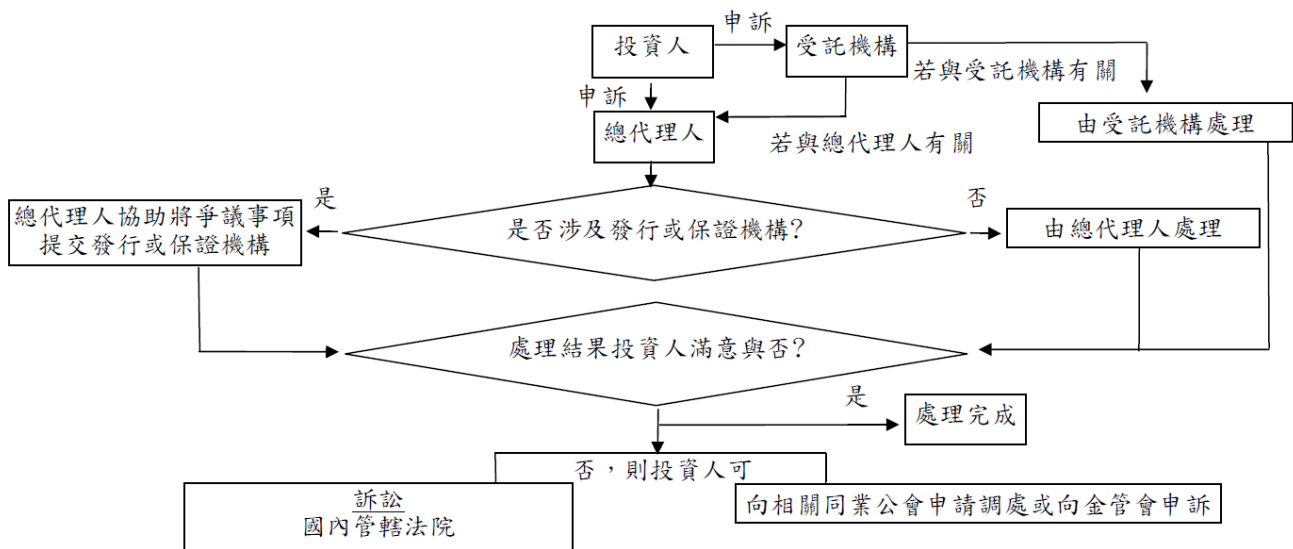 申訴
投資人
受託機構
若與受託機構有關
申訴
總代理人
若與總代理人有關
由受託機構處理
是
否
總代理人協助將爭議事項
提交發行或保證機構
是否涉及發行或保證機構?
由總代理人處理
處理結果投資人滿意與否?
是
處理完成
否，則投資人可
訴訟
國內管轄法院
向相關同業公會申請調處或向金管會申訴